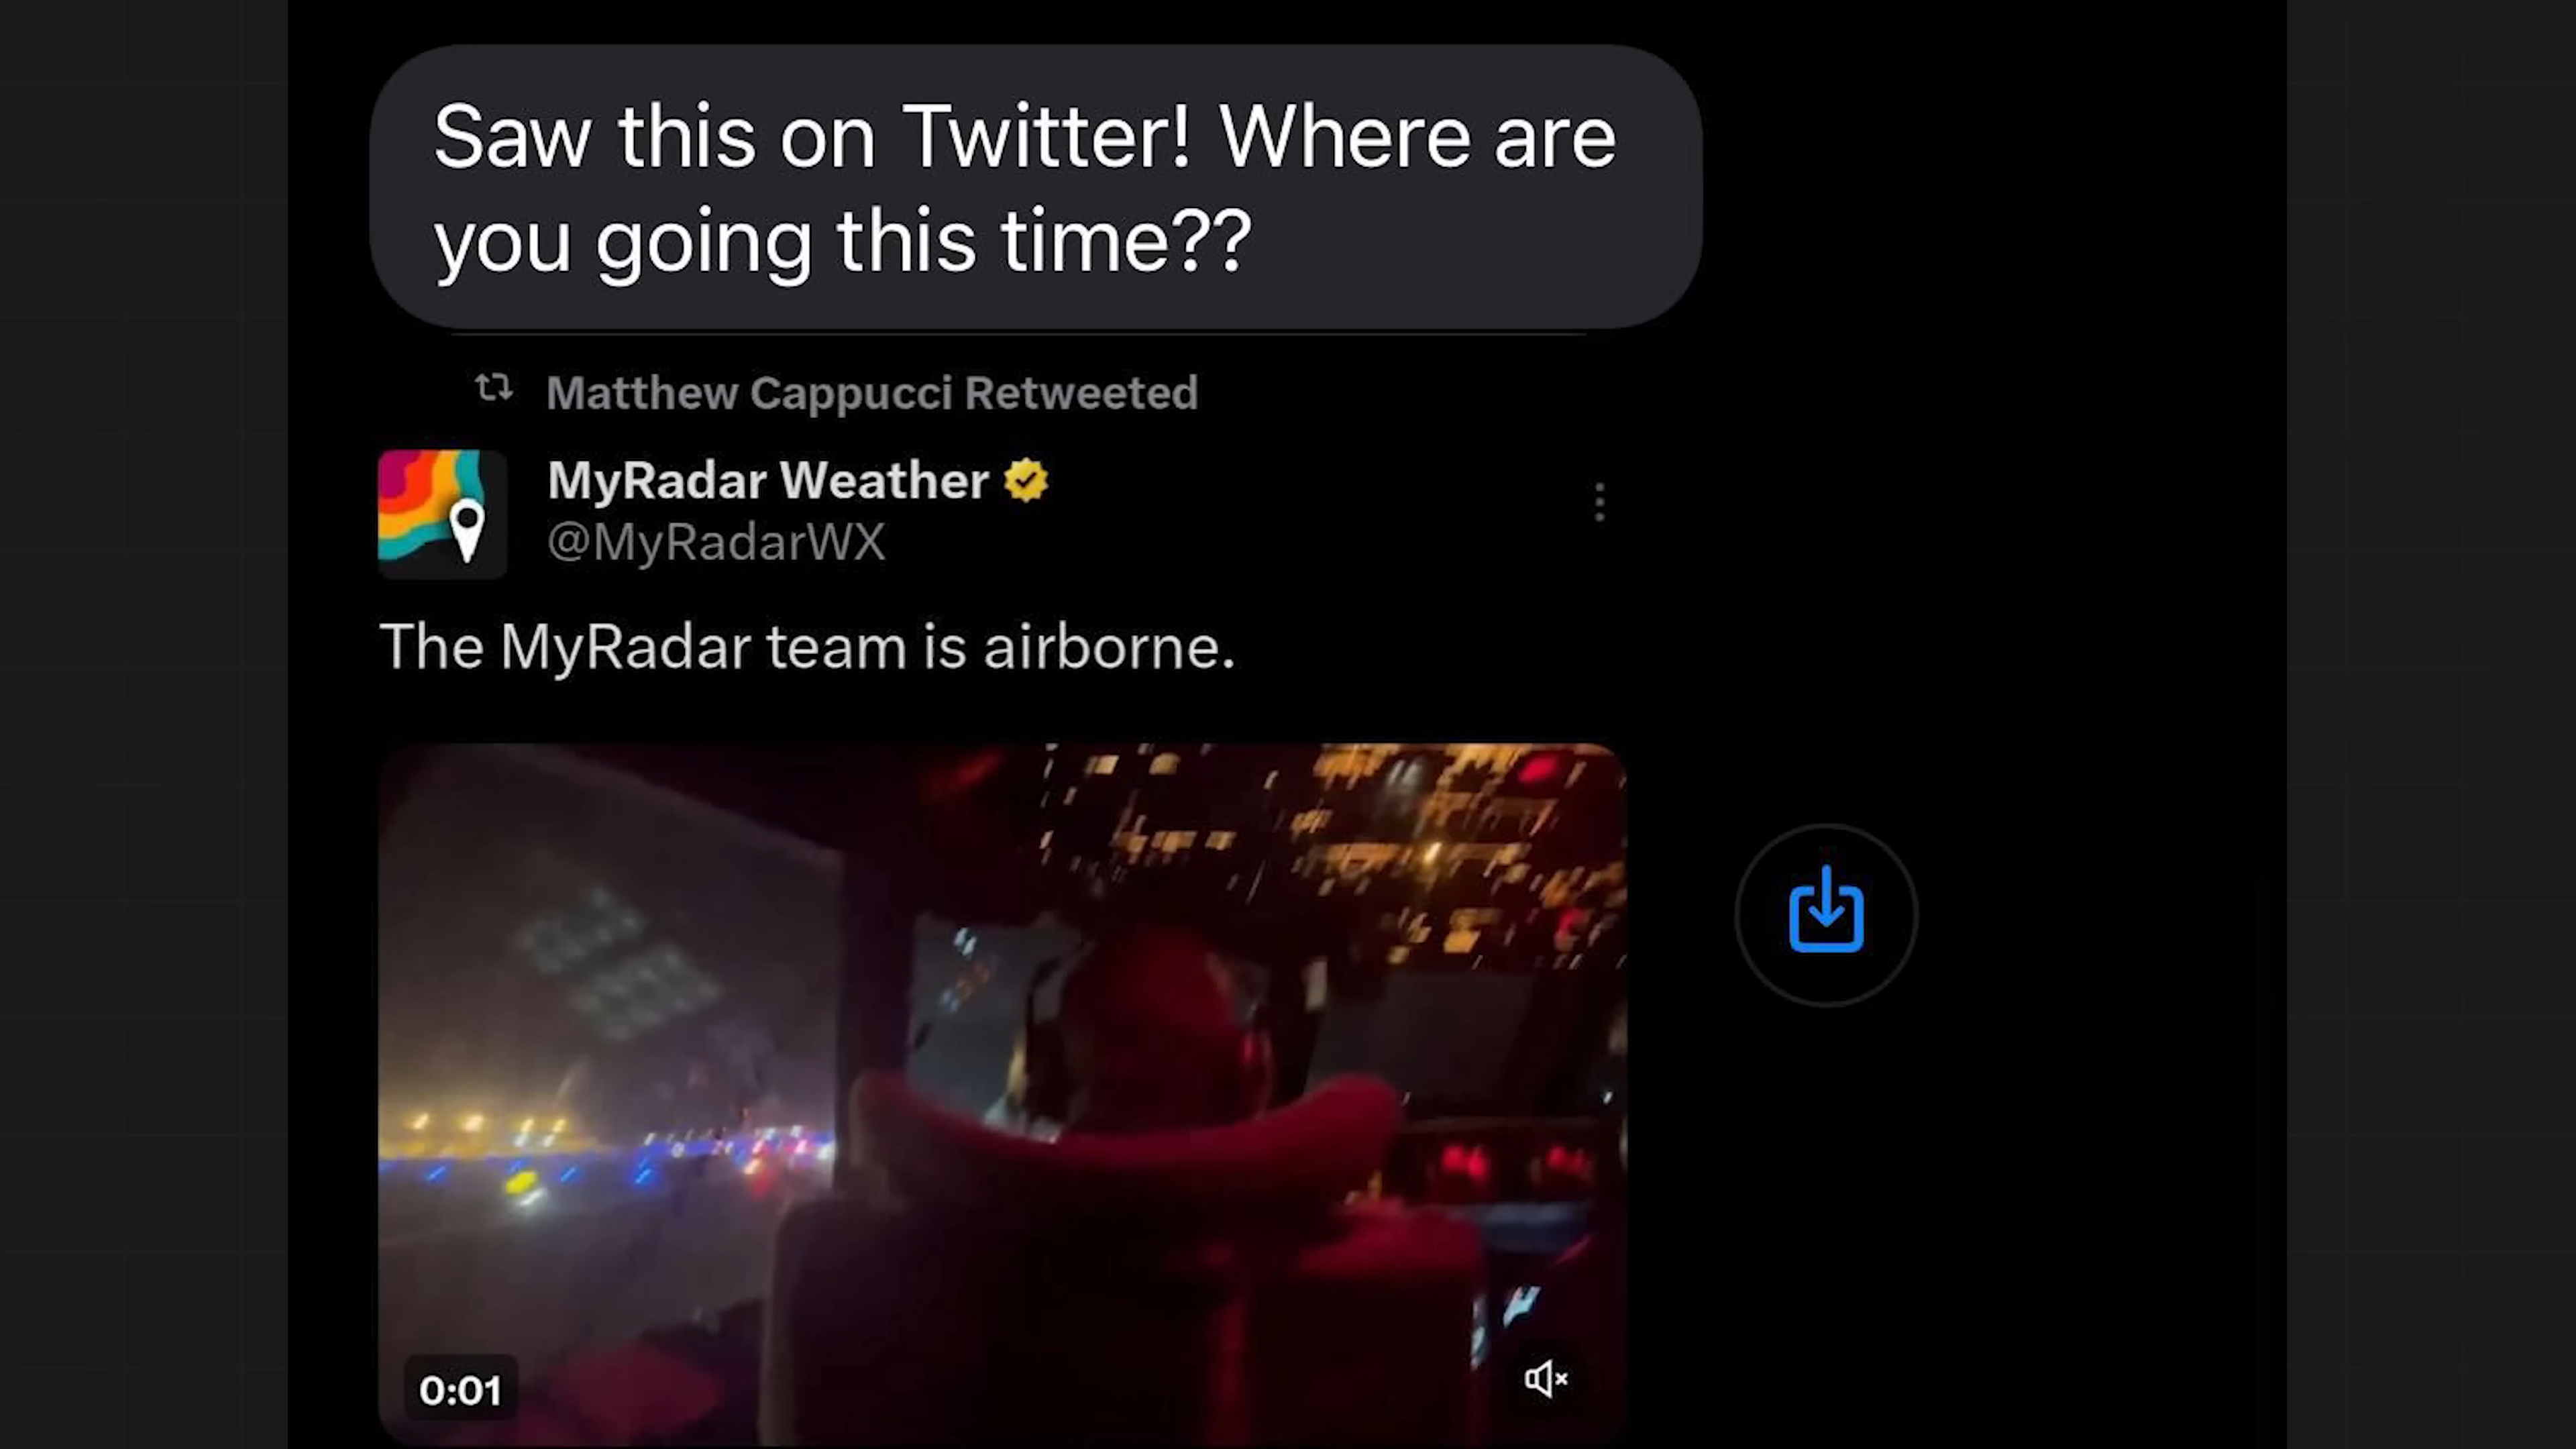 Saw this on Twitter! Where are
you going this time??
Matthew Cappucci Retweeted
MyRadar Weather
@MyRadarWX
The MyRadar team is airborne.
0:01